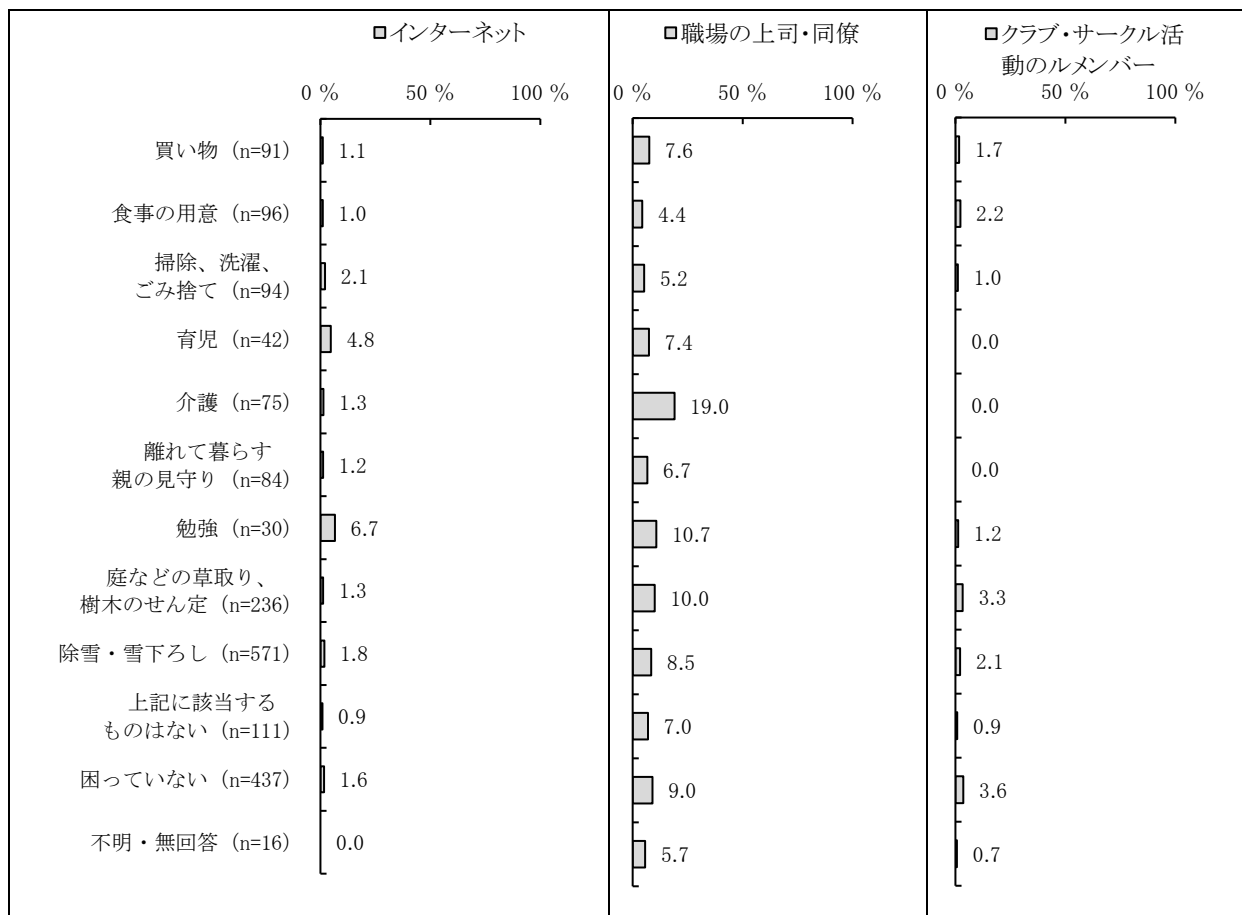 □インターネット
□職場の上司・同僚
□クラブ・サークル活
動のルメンバー
0 % 50 % 100 %
0 % 50 % 100 %
0 % 50 % 100 %
買い物 (n=91) 1.1 7.6 1.7
食事の用意 (n=96) 1.0 4.4 2.2
掃除、洗濯、
ごみ捨て (n=94) 2.1 5.2 1.0
育児 (n=42) 4.8 7.4 0.0
介護 (n=75) 1.3 19.0 0.0
離れて暮らす
親の見守り (n=84) 1.2 6.7 0.0
勉強 (n=30) 6.7 10.7 1.2
庭などの草取り、
樹木のせん定 (n=236) 1.3 10.0 3.3
除雪・雪下ろし (n=571) 1.8 8.5 2.1
上記に該当する
ものはない (n=111) 0.9 7.0 0.9
困っていない (n=437) 1.6 9.0 3.6
不明・無回答 (n=16) 0.0 5.7 0.7